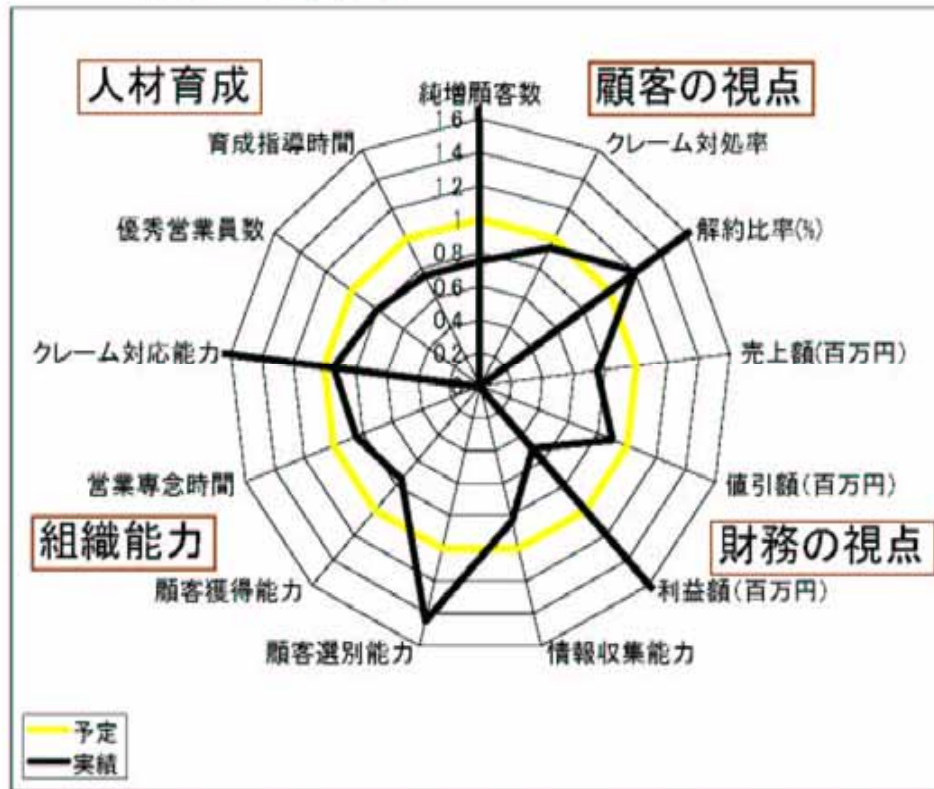 人材育成
顧客の視点
純増顧客数
育成指導時間
クレーム対処率
優秀営業員数
解約比率(%)
クレーム対応能力
売上額(百万円)
営業専念時間
値引額(百万円)
組織能力
財務の視点
顧客獲得能力
利益額(百万円)
顧客選別能力
情報収集能力
1.6
1.4
1.2
1
0.8
0.6
0.4
0.2
予定
実績